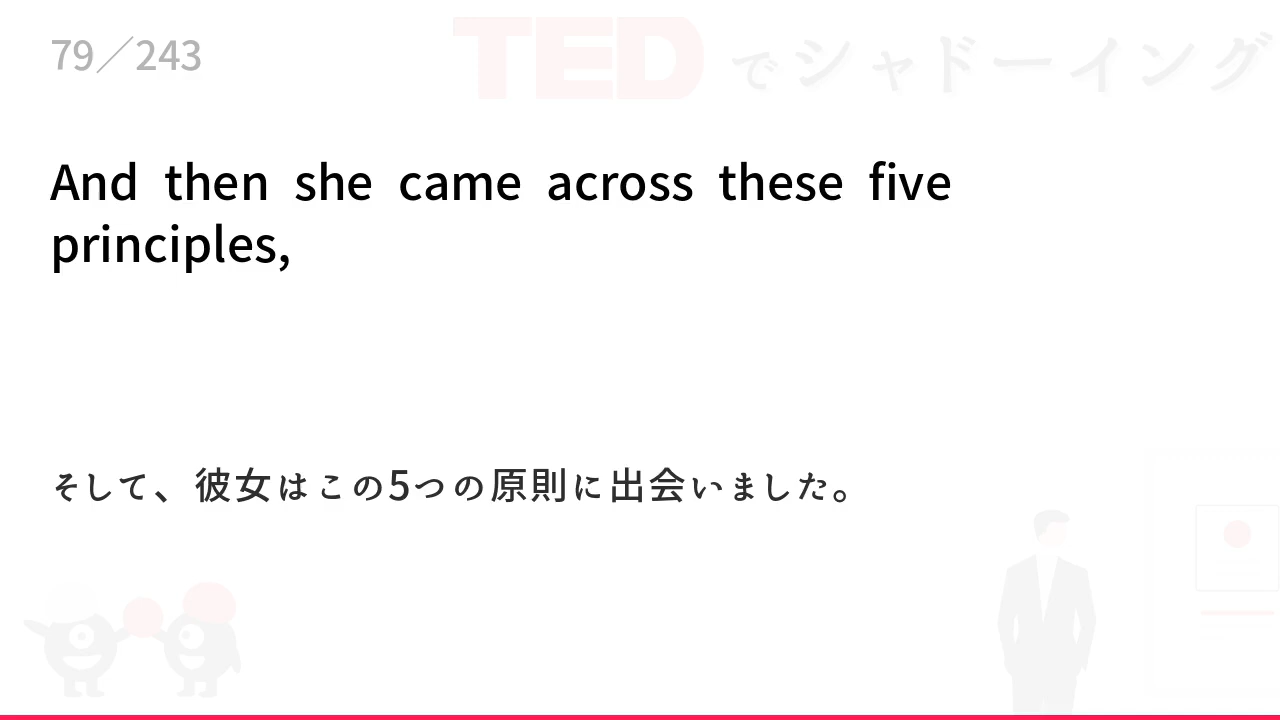 79／243
TEDでシャドーイング
And then she came across these five
principles,
そして、彼女はこの5つの原則に出会いました。